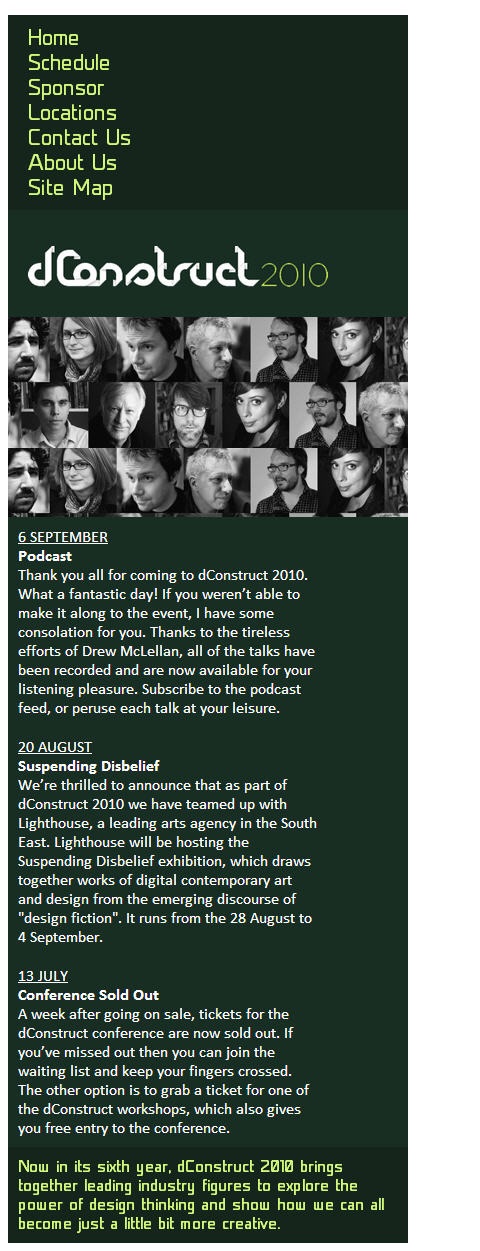 Home
Schedule
Sponsor
Locations
Contact Us
About Us
Site Map
dConstruct 2010
6 SEPTEMBER
Podcast
Thank you all for coming to dConstruct 2010.
What a fantastic day! If you weren’t able to
make it along to the event, I have some
consolation for you. Thanks to the tireless
efforts of Drew McLellan, all of the talks have
been recorded and are now available for your
listening pleasure. Subscribe to the podcast
feed, or peruse each talk at your leisure.
20 AUGUST
Suspending Disbelief
We’re thrilled to announce that as part of
dConstruct 2010 we have teamed up with
Lighthouse, a leading arts agency in the South
East. Lighthouse will be hosting the
Suspending Disbelief exhibition, which draws
together works of digital contemporary art
and design from the emerging discourse of
"design fiction". It runs from the 28 August to
4 September.
13 JULY
Conference Sold Out
A week after going on sale, tickets for the
dConstruct conference are now sold out. If
you’ve missed out then you can join the
waiting list and keep your fingers crossed.
The other option is to grab a ticket for one of
the dConstruct workshops, which also gives
you free entry to the conference.
Now in its sixth year, dConstruct 2010 brings
together leading industry figures to explore the
power of design thinking and show how we can all
become just a little bit more creative.